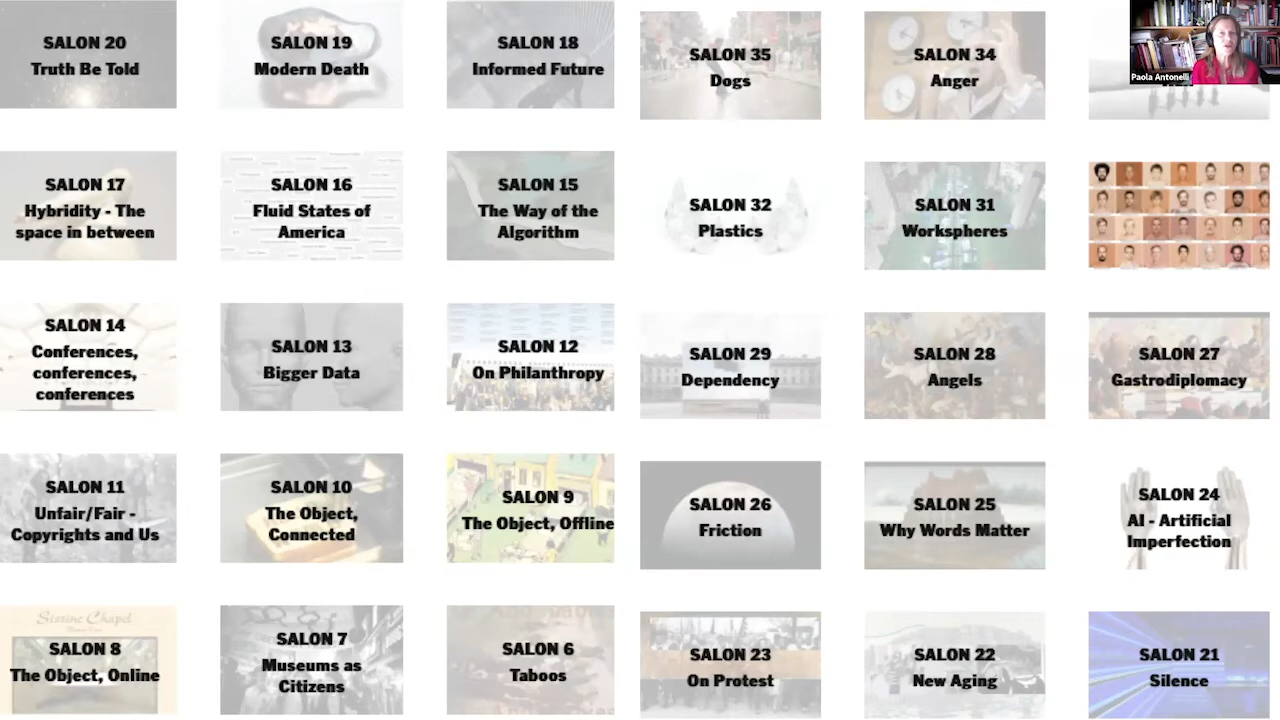 SALON 20
Truth Be Told
SALON 19
Modern Death
SALON 18
Informed Future
SALON 35
Dogs
SALON 34
Anger
Paola Antonelli
SALON 17
Hybridity - The
space in between
SALON 16
Fluid States of
America
SALON 15
The Way of the
Algorithm
SALON 32
Plastics
SALON 31
Workspheres
SALON 14
Conferences,
conferences,
conferences
SALON 13
Bigger Data
SALON 12
On Philanthropy
SALON 29
Dependency
SALON 28
Angels
SALON 27
Gastrodiplomacy
SALON 11
Unfair/Fair -
Copyrights and Us
SALON 10
The Object,
Connected
SALON 9
The Object, Offline
SALON 26
Friction
SALON 25
Why Words Matter
SALON 24
AI - Artificial
Imperfection
Sistine Chapel
SALON 8
The Object, Online
SALON 7
Museums as
Citizens
SALON 6
Taboos
SALON 23
On Protest
SALON 22
New Aging
SALON 21
Silence